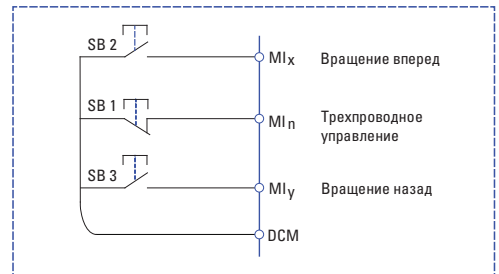 SB 2
MIx
Вращение вперед
SB 1
MIn
Трехпроводное
управление
SB 3
MIy
Вращение назад
DCM